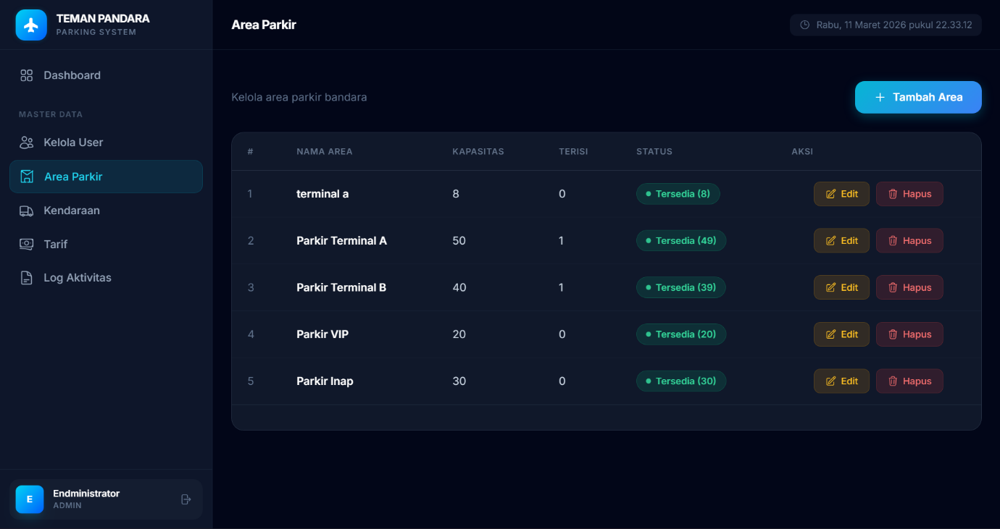 TEMAN PANDARA
PARKING SYSTEM
Area Parkir
Rabu, 11 Maret 2026 pukul 22.33.12
Dashboard
MASTER DATA
Kelola User
Area Parkir
Kendaraan
Tarif
Log Aktivitas
Kelola area parkir bandara
Tambah Area
# NAMA AREA KAPASITAS TERISI STATUS AKSI
1 terminal a 8 0 Tersedia (8) Edit Hapus
2 Parkir Terminal A 50 1 Tersedia (49) Edit Hapus
3 Parkir Terminal B 40 1 Tersedia (39) Edit Hapus
4 Parkir VIP 20 0 Tersedia (20) Edit Hapus
5 Parkir Inap 30 0 Tersedia (30) Edit Hapus
E
Endministrator
ADMIN